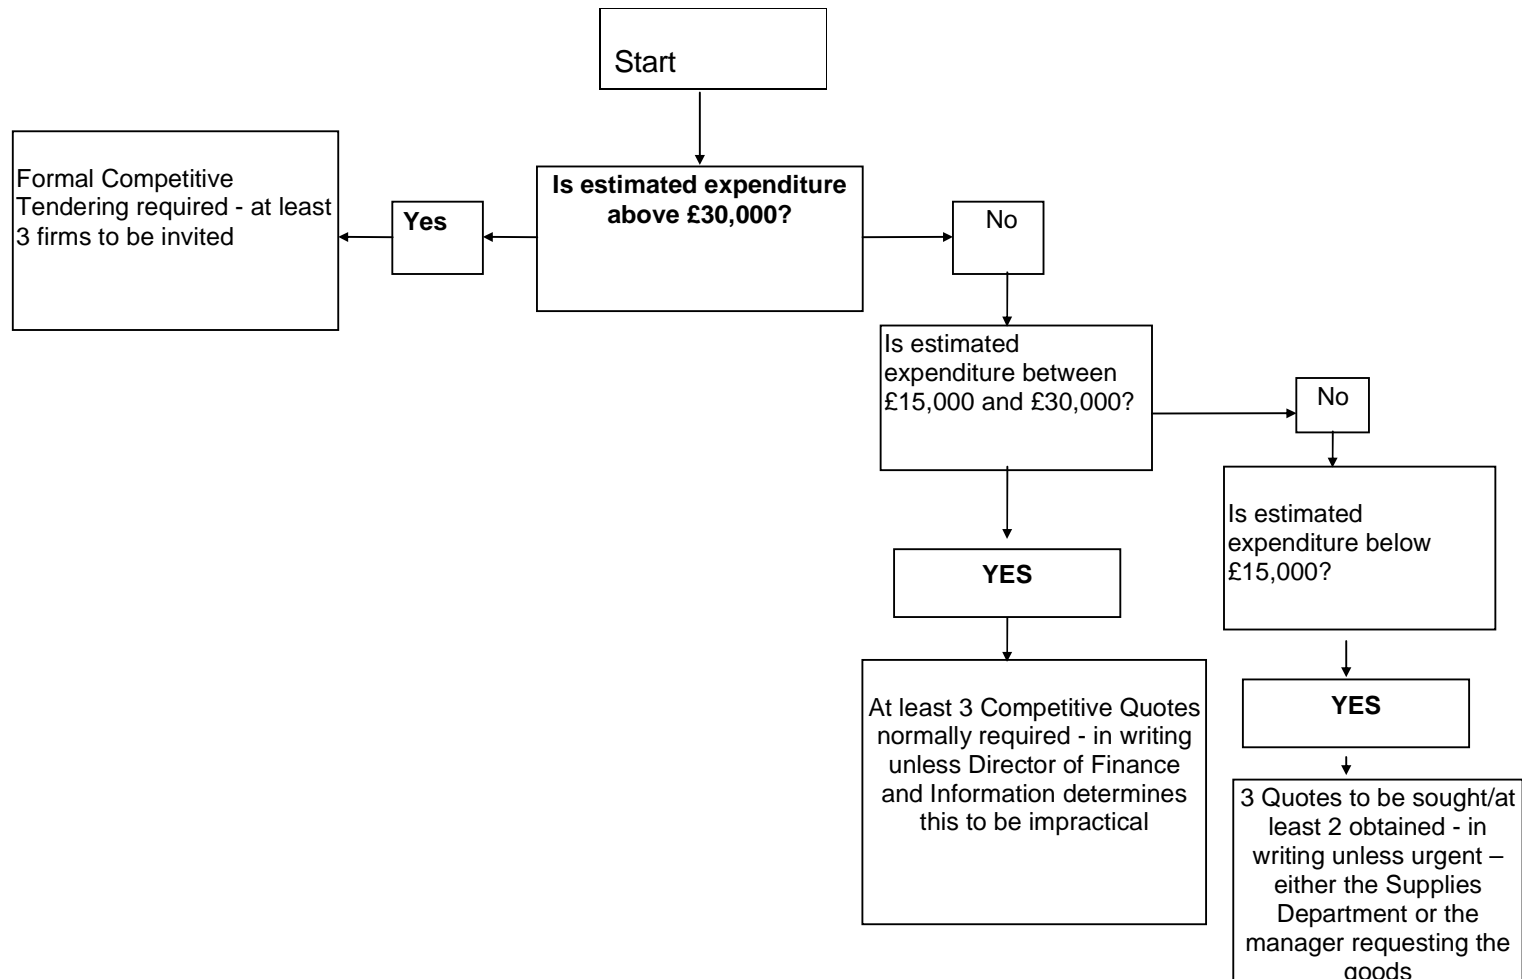 Start
Formal Competitive
Tendering required - at least
3 firms to be invited
Yes
Is estimated expenditure
above £30,000?
No
Is estimated
expenditure between
£15,000 and £30,000?
No
Is estimated
expenditure below
£15,000?
YES
At least 3 Competitive Quotes
normally required - in writing
unless Director of Finance
and Information determines
this to be impractical
YES
3 Quotes to be sought/at
least 2 obtained - in
writing unless urgent –
either the Supplies
Department or the
manager requesting the
goods